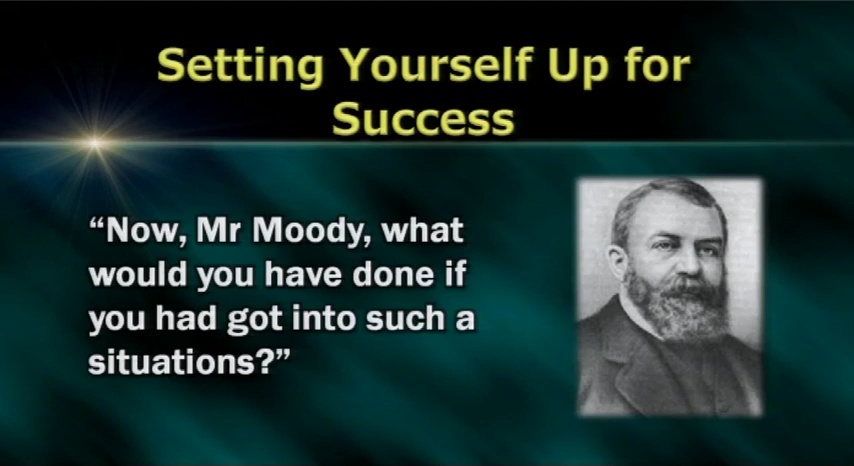 Setting Yourself Up for
Success
“Now, Mr Moody, what
would you have done if
you had got into such a
situations?”